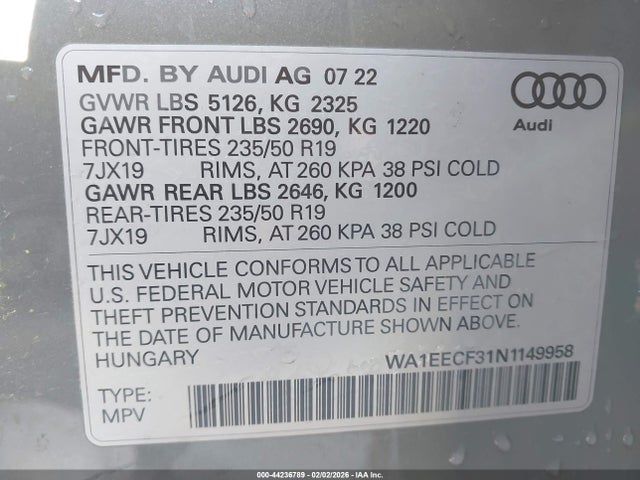 MFD. BY AUDI AG 07 22
GVWR LBS 5126, KG 2325
GAWR FRONT LBS 2690, KG 1220
FRONT-TIRES 235/50 R19
7JX19 RIMS, AT 260 KPA 38 PSI COLD
GAWR REAR LBS 2646, KG 1200
REAR-TIRES 235/50 R19
7JX19 RIMS, AT 260 KPA 38 PSI COLD
Audi
THIS VEHICLE CONFORMS TO ALL APPLICABLE
U.S. FEDERAL MOTOR VEHICLE SAFETY AND
THEFT PREVENTION STANDARDS IN EFFECT ON
THE DATE OF MANUFACTURE SHOWN ABOVE.
HUNGARY WA1EECF31N1149958
TYPE:
MPV
000-44236789 - 02/02/2026 - IAA, Inc.